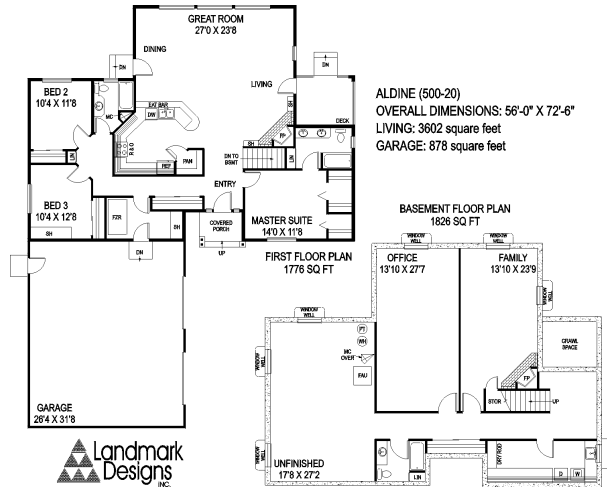 GREAT ROOM
27'0 X 23'8
DINING
LIVING
DN
DN
DECK
BED 2
10'4 X 11'8
MC
EAT BAR
DW
R&O
REF
PAN
LIN
SH
FP
SH
DN TO
BSMT
LIN
ENTRY
BED 3
10'4 X 12'8
SH
FZR
BH
DN
COVERED
PORCH
UP
MASTER SUITE
14'0 X 11'8
FIRST FLOOR PLAN
1776 SQ FT
GARAGE
26'4 X 31'8
Landmark
Designs
INC.
ALDINE (500-20)
OVERALL DIMENSIONS: 56'-0" X 72'-6"
LIVING: 3602 square feet
GARAGE: 878 square feet
BASEMENT FLOOR PLAN
1826 SQ FT
WINDOW
WELL
WINDOW
WELL
OFFICE
13'10 X 27'7
FAMILY
13'10 X 23'9
WINDOW
WELL
WINDOW
WELL
PT
WH
MC
OVER
FAU
WINDOW
WELL
WINDOW
WELL
CRAWL
SPACE
FP
STOR
UP
UNFINISHED
17'8 X 27'2
LIN
DRY ROD
D
W